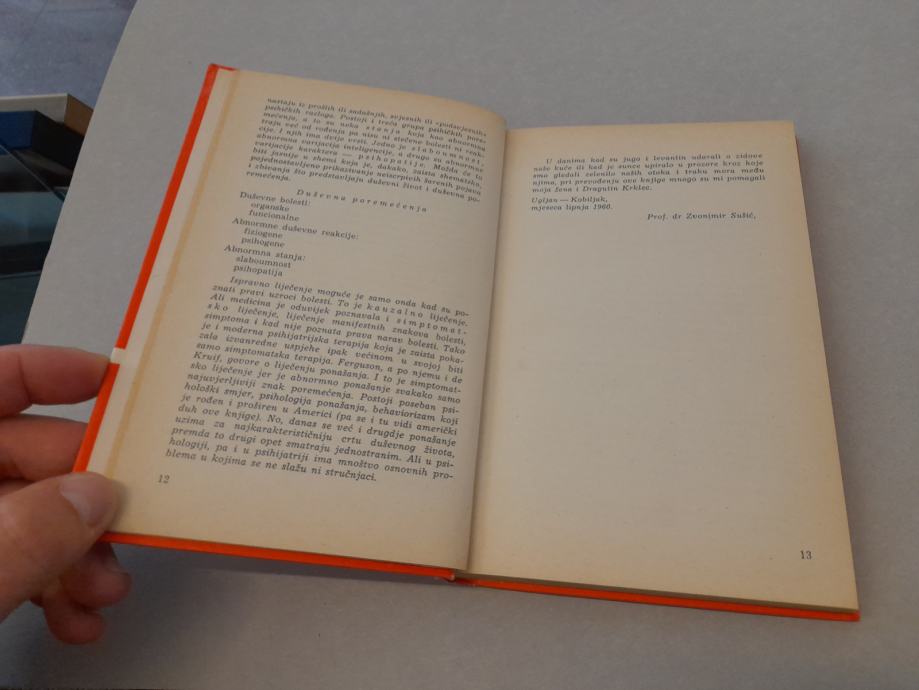 nastaju iz prošlih ili sadašnjih, svjesnih ili »podsvjesnih«
psihičkih razloga. Postoji i treća grupa psihičkih pore-
mećenja, a to su neka stanja koja kao abnormalna
traju već od rođenja pa nisu ni stečene bolesti ni reak-
cije. I njih ima dvije vrsti. Jedno je slaboumnost,
abnormna varijacija inteligencije, a drugo su abnormne
varijacije karaktera — psihopatije. Možda će to
biti jasnije u shemi koja je, dakako, zaista shematsko,
pojednostavljeno prikazivanje neiscrpivih šarenih pojava
zbivanja što predstavljaju duševni život i duševna po-
remećenja.
Duševna poremećenja
Duševne bolesti:
organske
funkcionalne
Abnormne duševne reakcije:
fiziogene
psihogene
Abnormna stanja:
slaboumnost
psihopatija
Ispravno liječenje moguće je samo onda kad su po-
znati pravi uzroci bolesti. To je kauzalno liječenje.
Ali medicina je oduvijek poznavala i simptomat-
sko liječenje, liječenje manifestnih znakova bolesti,
simptoma i kad nije poznata prava narav bolesti. Tako
je i moderna psihijatrijska terapija koja je zaista poka-
zala izvanredne uspjehe ipak većinom u svojoj biti
samo simptomatska terapija. Ferguson, a po njemu i de
Kruif, govore o liječenju ponašanja. I to je simptomat-
sko liječenje jer je abnormno ponašanje svakako samo
najuvjerljiviji znak poremećenja. Postoji poseban psi-
hološki smjer, psihologija ponašanja, behaviorizam koji
je rođen i proširen u Americi (pa se i tu vidi američki
duh ove knjige). No, danas se već i drugdje ponašanje
uzima za najkarakterističniju crtu duševnog života,
premda to drugi opet smatraju jednostranim. Ali u psi-
hologiji, pa i u psihijatriji ima mnoštvo osnovnih pro-
blema u kojima se ne slažu ni stručnjaci.
12
U danima kad su jugo i levantin udarali o zidove
naše kuće ili kad je sunce upiralo u prozore kroz koje
smo gledali zelenilo naših otoka i traku mora među
njima, pri prevođenju ove knjige mnogo su mi pomagali
moja žena i Dragutin Krklec.
Ugljan — Kobiljak,
mjeseca lipnja 1960.
Prof. dr Zvonimir Sušić,
13